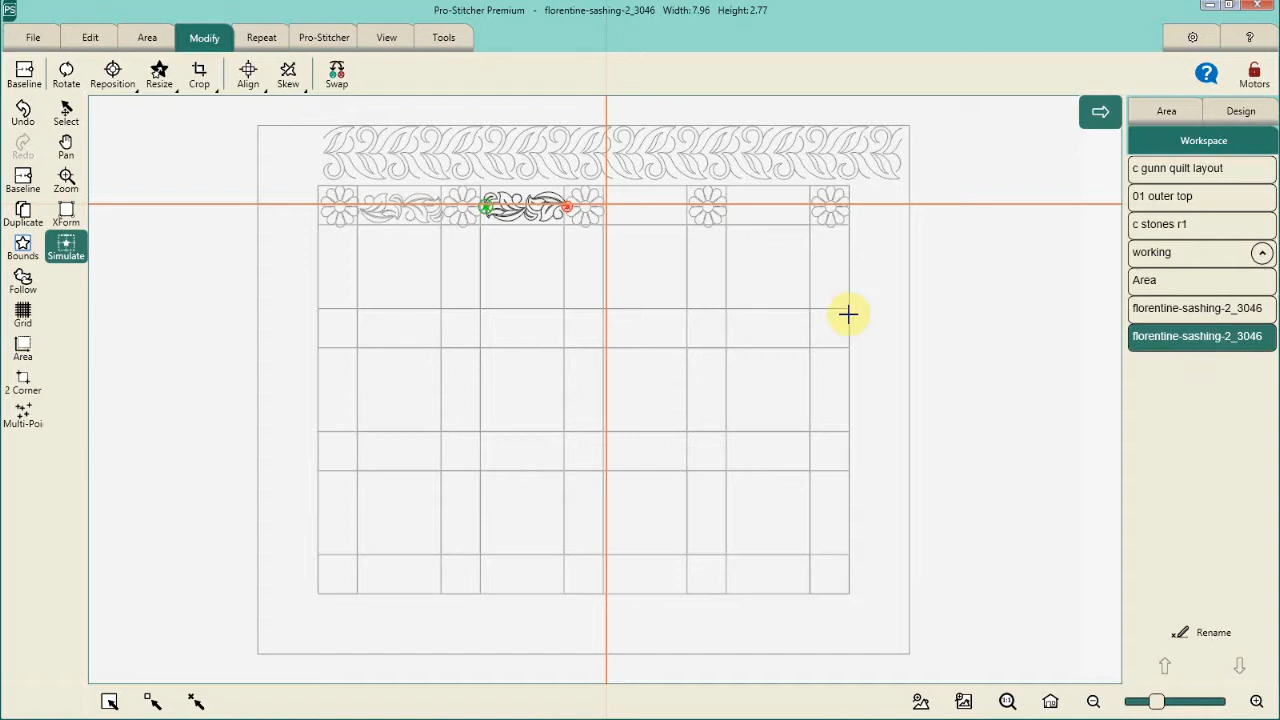 PS
Pro-Stitcher Premium - florentine-sashing-2_3046 Width:7.96 Height:2.77
File Edit Area Modify Repeat Pro-Stitcher View Tools ?
Baseline Rotate Reposition Resize Crop Align Skew Swap ? Motors
Undo Select
Redo Pan
Baseline Zoom
Duplicate XForm
Bounds Simulate
Follow
Grid
Area
2 Corner
Multi-Poi
Area Design
Workspace
c gunn quilt layout
01 outer top
c stones r1
working
Area
florentine-sashing-2_3046
florentine-sashing-2_3046
Rename
1:1